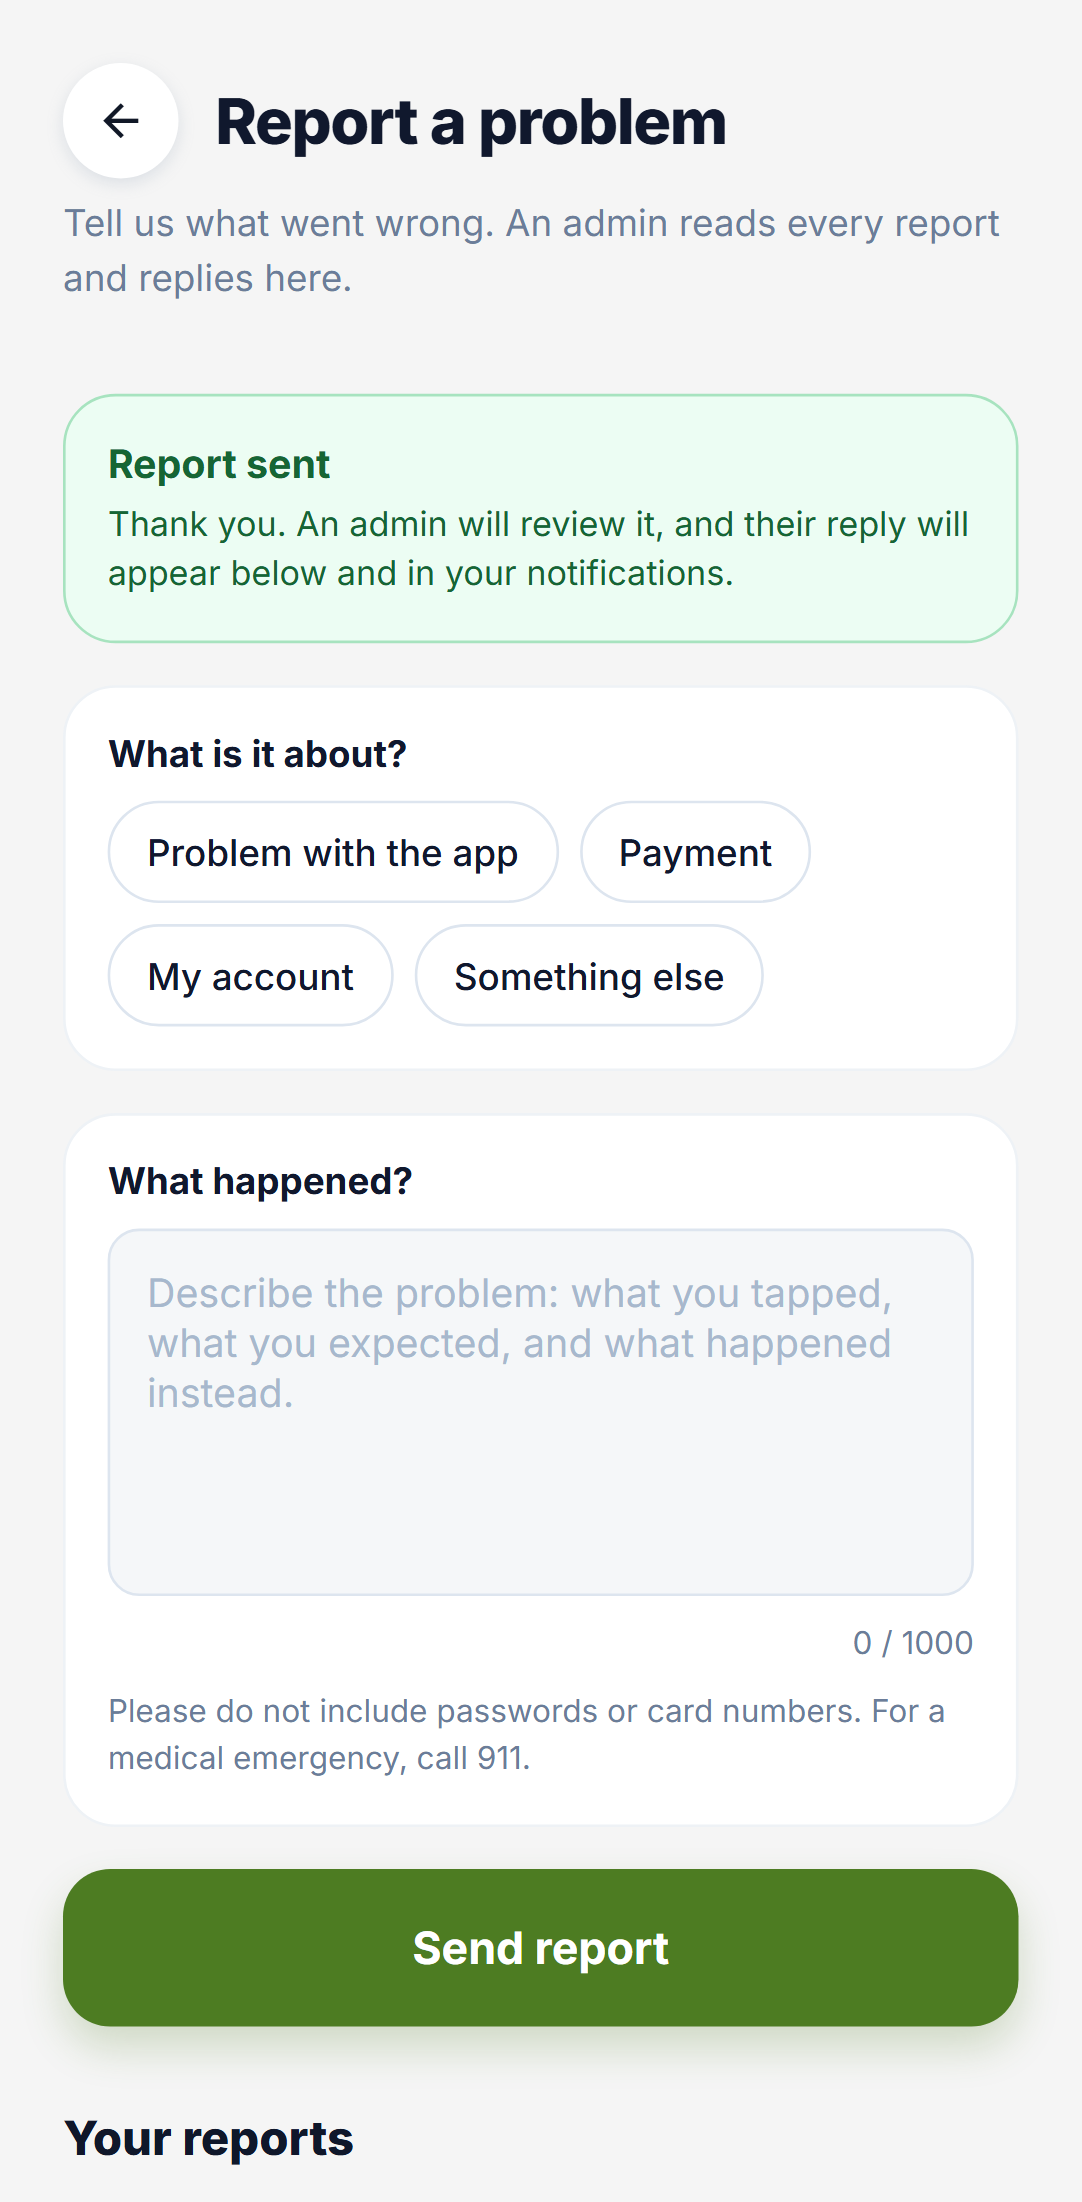 Report a problem
Tell us what went wrong. An admin reads every report
and replies here.
Report sent
Thank you. An admin will review it, and their reply will
appear below and in your notifications.
What is it about?
Problem with the app
Payment
My account
Something else
What happened?
Describe the problem: what you tapped,
what you expected, and what happened
instead.
0 / 1000
Please do not include passwords or card numbers. For a
medical emergency, call 911.
Send report
Your reports